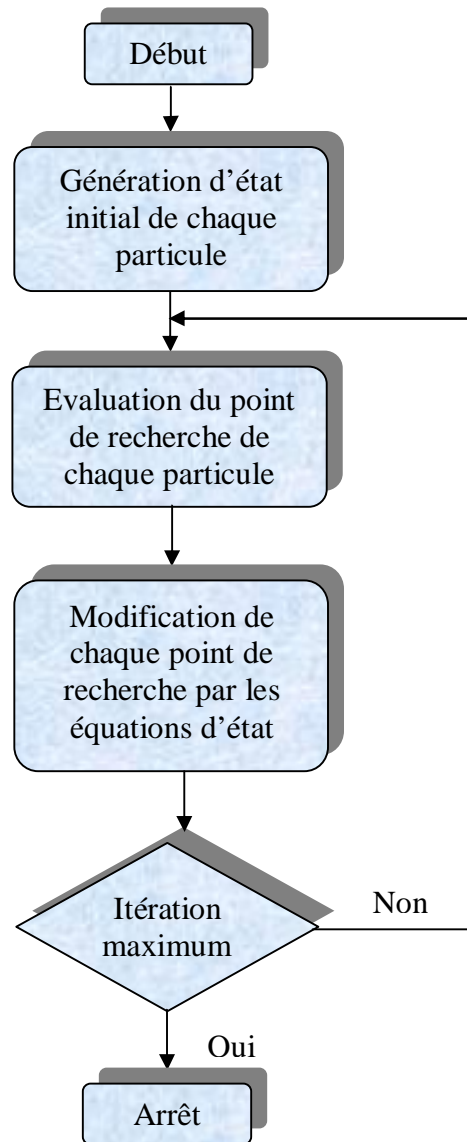 Début
Génération d’état
initial de chaque
particule
Evaluation du point
de recherche de
chaque particule
Modification de
chaque point de
recherche par les
équations d’état
Itération
maximum
Non
Oui
Arrêt